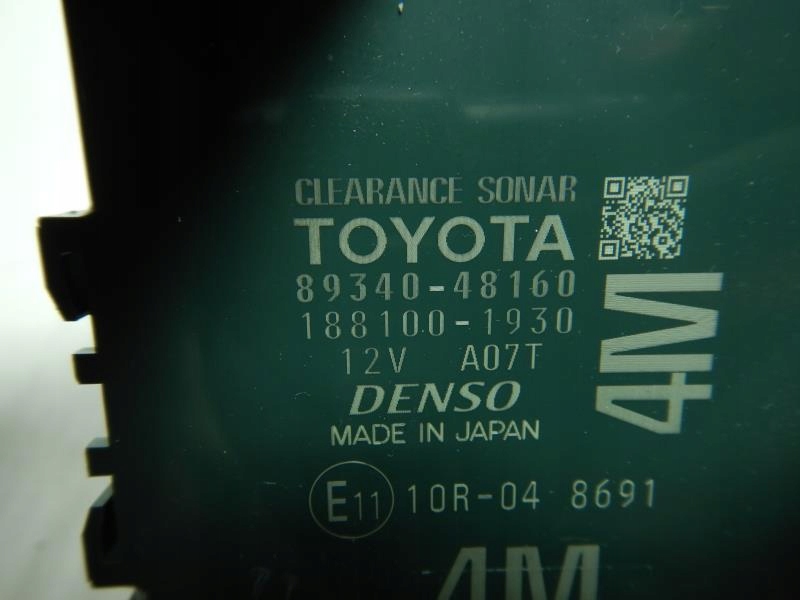 CLEARANCE SONAR
TOYOTA
89340-48160
188100-1930
12V A07T
DENSO
MADE IN JAPAN
4M
E11 10R-04 8691
4M